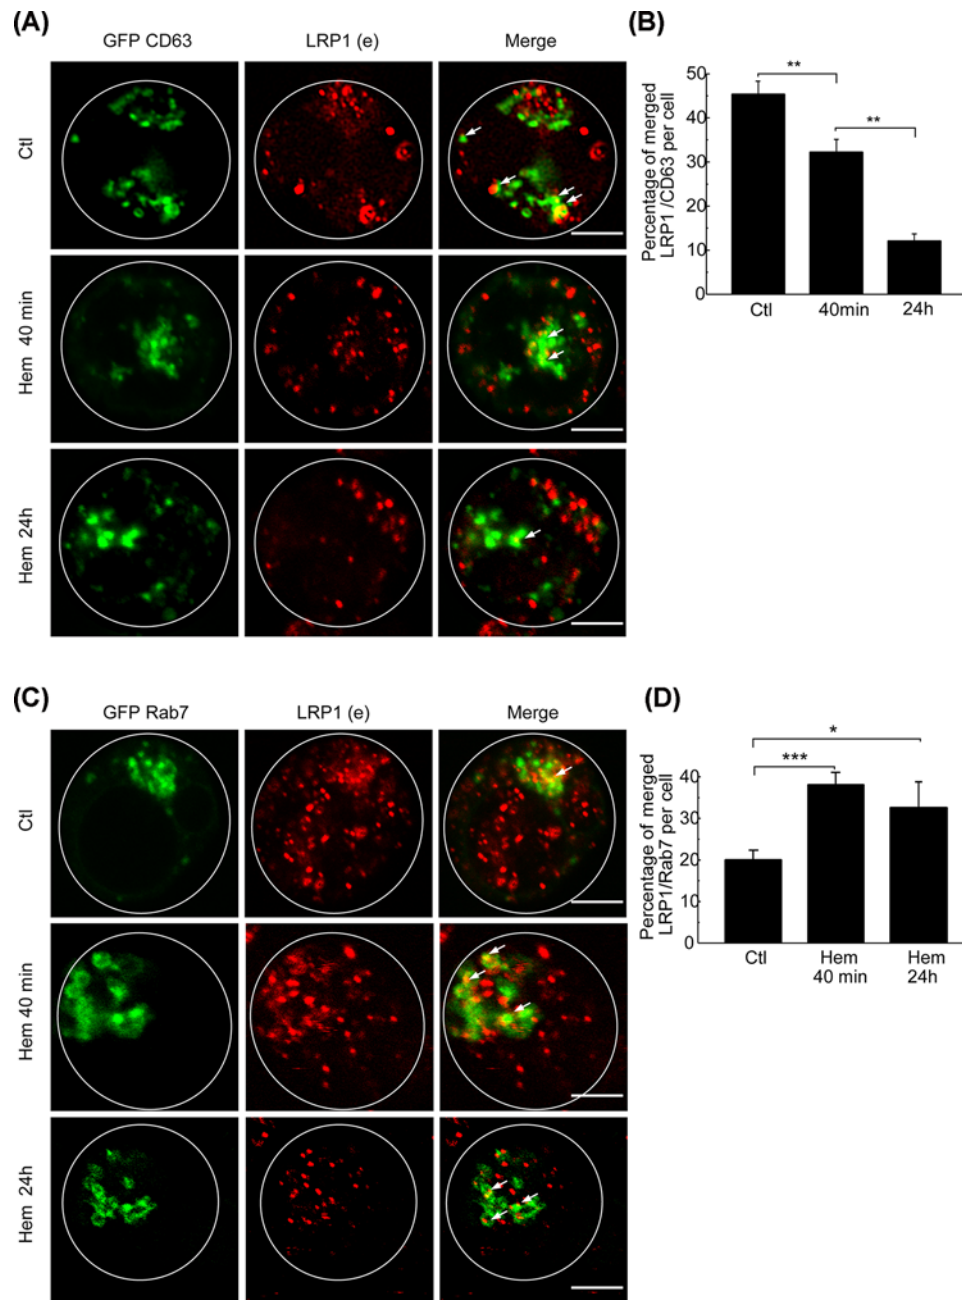 (A)
GFP CD63
LRP1 (e)
Merge
Ctl
Hem 40 min
Hem 24h
(B)
Percentage of merged
LRP1 /CD63 per cell
50
40
30
20
10
0
**
**
Ctl
40min
24h
(C)
GFP Rab7
LRP1 (e)
Merge
Ctl
Hem 40 min
Hem 24h
(D)
Percentage of merged
LRP1/Rab7 per cell
40
30
20
10
0
*
***
Ctl
Hem
40 min
Hem
24h